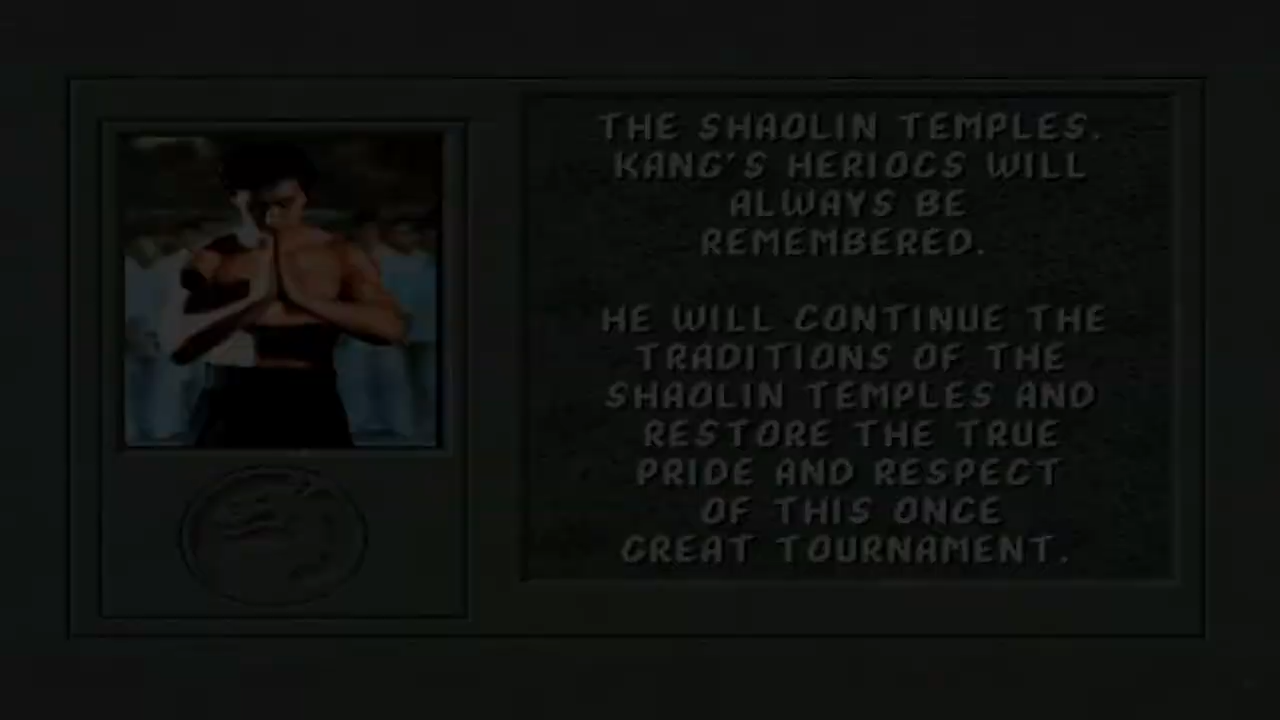 THE SHAOLIN TEMPLES.
KANG'S HERIOCS WILL
ALWAYS BE
REMEMBERED.
HE WILL CONTINUE THE
TRADITIONS OF THE
SHAOLIN TEMPLES AND
RESTORE THE TRUE
PRIDE AND RESPECT
OF THIS ONCE
GREAT TOURNAMENT.